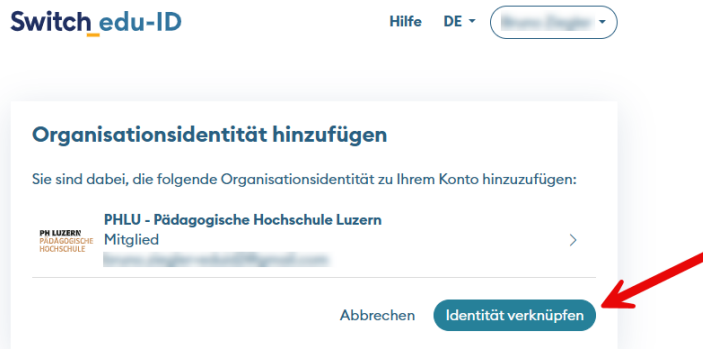 Switch edu-ID
Hilfe DE
Organisationsidentität hinzufügen
Sie sind dabei, die folgende Organisationsidentität zu Ihrem Konto hinzuzufügen:
PH LUZERN
PÄDAGOGISCHE
HOCHSCHULE
PHLU - Pädagogische Hochschule Luzern
Mitglied
Abbrechen Identität verknüpfen